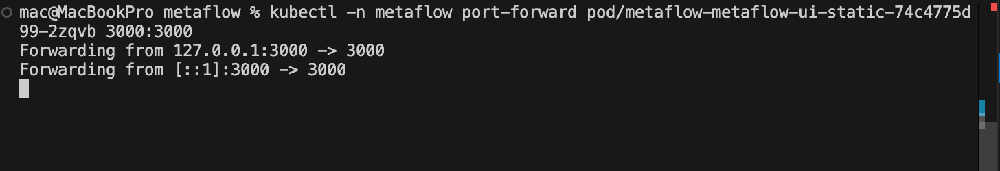 mac@MacBookPro metaflow % kubectl -n metaflow port-forward pod/metaflow-metaflow-ui-static-74c4775d
99-2zqvb 3000:3000
Forwarding from 127.0.0.1:3000 -> 3000
Forwarding from [::1]:3000 -> 3000